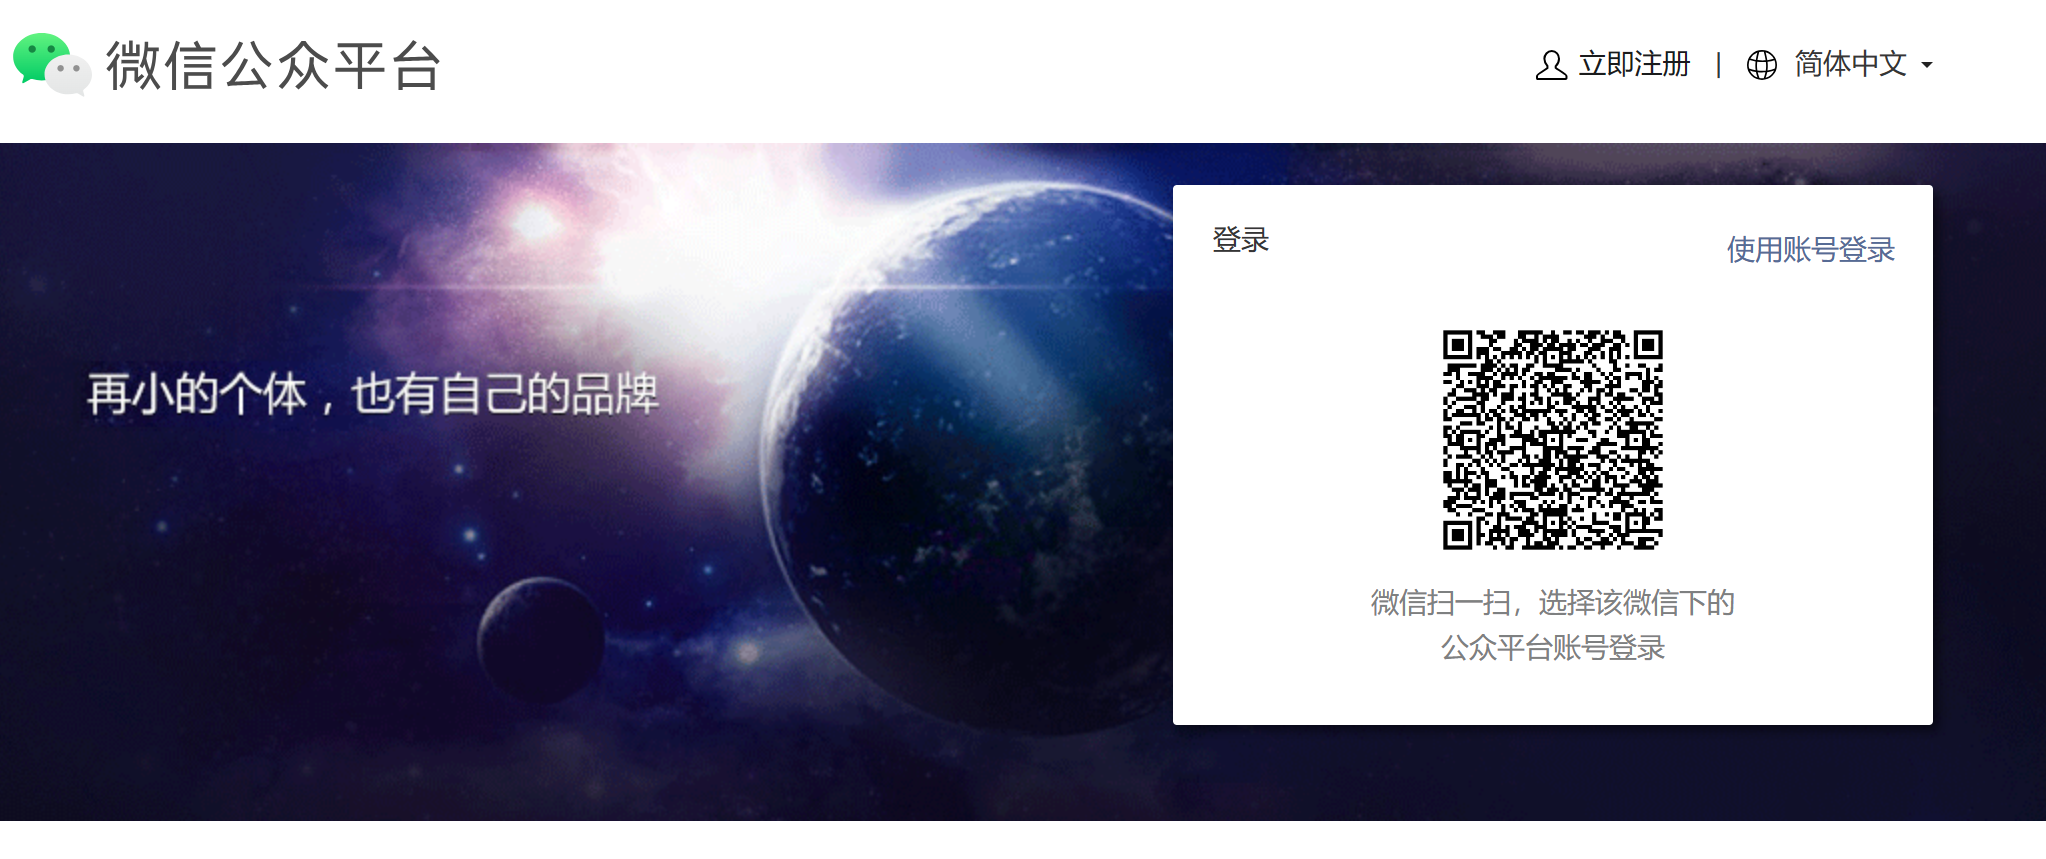 微信公众平台
立即注册 | 简体中文
登录
使用账号登录
再小的个体，也有自己的品牌
微信扫一扫，选择该微信下的
公众平台账号登录